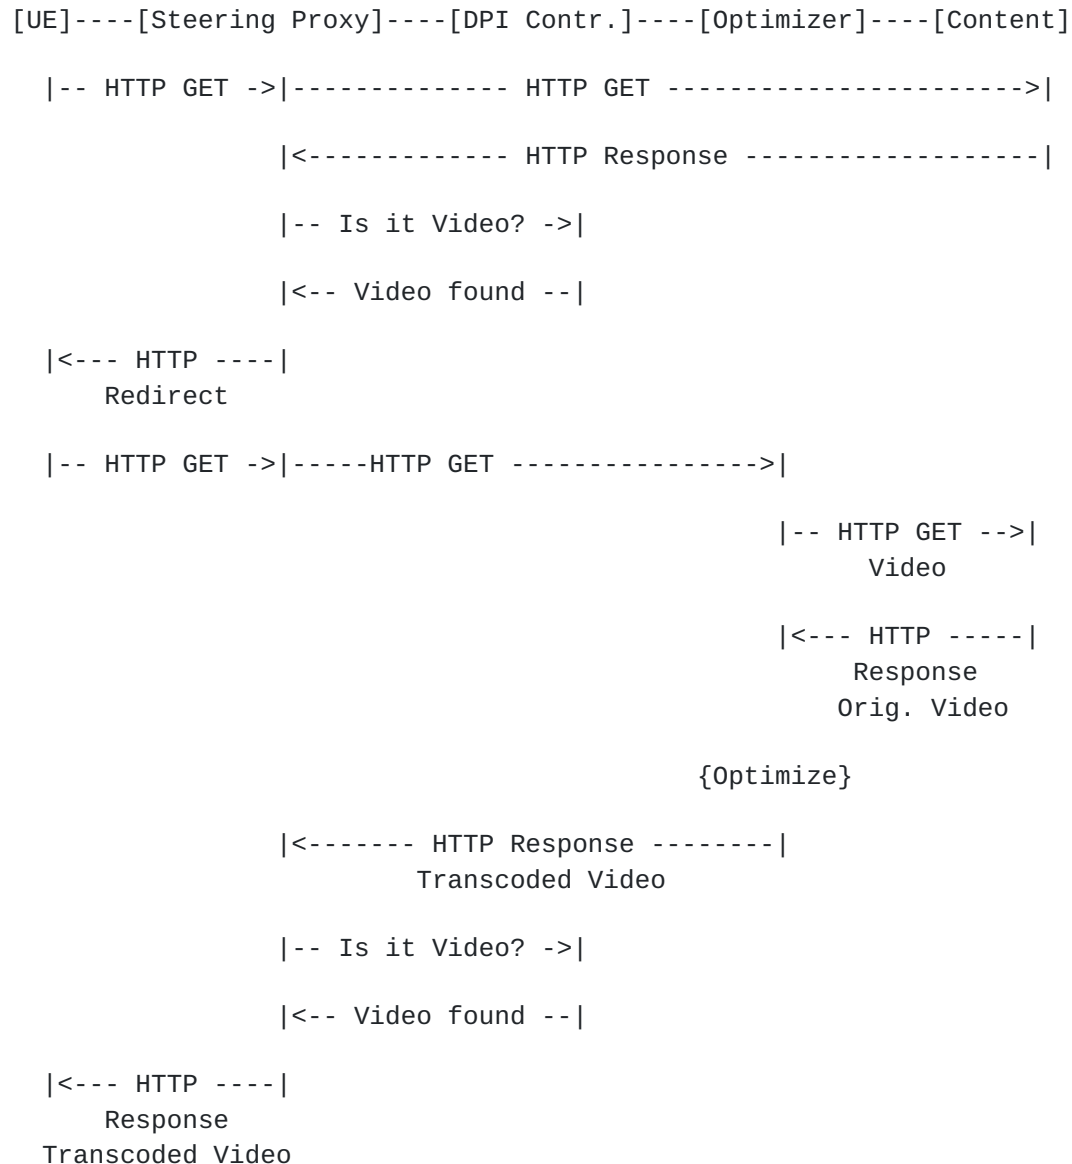 [UE]----[Steering Proxy]----[DPI Contr.]----[Optimizer]----[Content]
|-- HTTP GET ->|-------------- HTTP GET ----------------------->|
|<------------- HTTP Response -------------------|
|-- Is it Video? ->|
|<-- Video found --|
|<--- HTTP ----|
Redirect
|-- HTTP GET ->|-----HTTP GET ---------------->|
|-- HTTP GET -->|
Video
|<--- HTTP -----|
Response
Orig. Video
{Optimize}
|<------- HTTP Response --------|
Transcoded Video
|-- Is it Video? ->|
|<-- Video found --|
|<--- HTTP ----|
Response
Transcoded Video